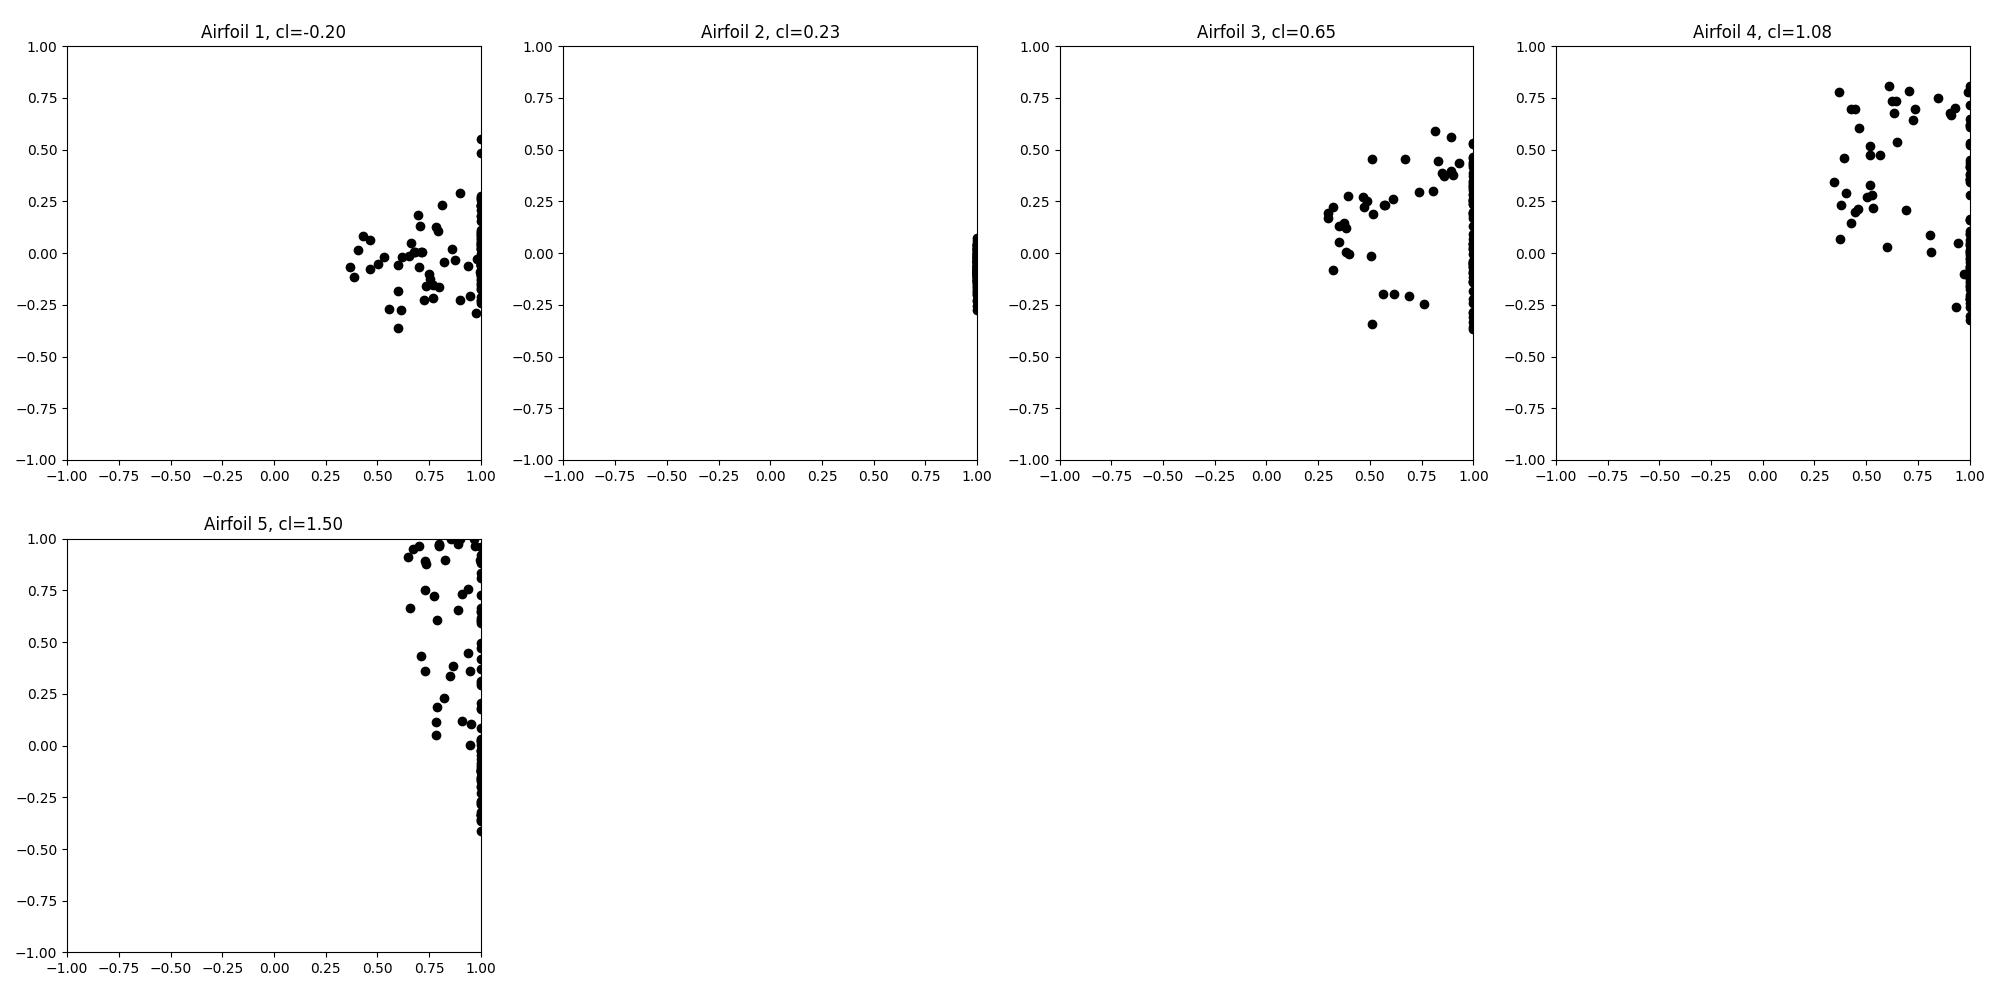 Airfoil 1, cl=-0.20
Airfoil 2, cl=0.23
Airfoil 3, cl=0.65
Airfoil 4, cl=1.08
1.00 1.00 1.00 1.00
0.75 0.75 0.75 0.75
0.50 0.50 0.50 0.50
0.25 0.25 0.25 0.25
0.00 0.00 0.00 0.00
−0.25 −0.25 −0.25 −0.25
−0.50 −0.50 −0.50 −0.50
−0.75 −0.75 −0.75 −0.75
−1.00 −1.00 −1.00 −1.00
−1.00 −0.75 −0.50 −0.25 0.00 0.25 0.50 0.75 1.00
−1.00 −0.75 −0.50 −0.25 0.00 0.25 0.50 0.75 1.00
−1.00 −0.75 −0.50 −0.25 0.00 0.25 0.50 0.75 1.00
−1.00 −0.75 −0.50 −0.25 0.00 0.25 0.50 0.75 1.00
Airfoil 5, cl=1.50
1.00
0.75
0.50
0.25
0.00
−0.25
−0.50
−0.75
−1.00
−1.00 −0.75 −0.50 −0.25 0.00 0.25 0.50 0.75 1.00